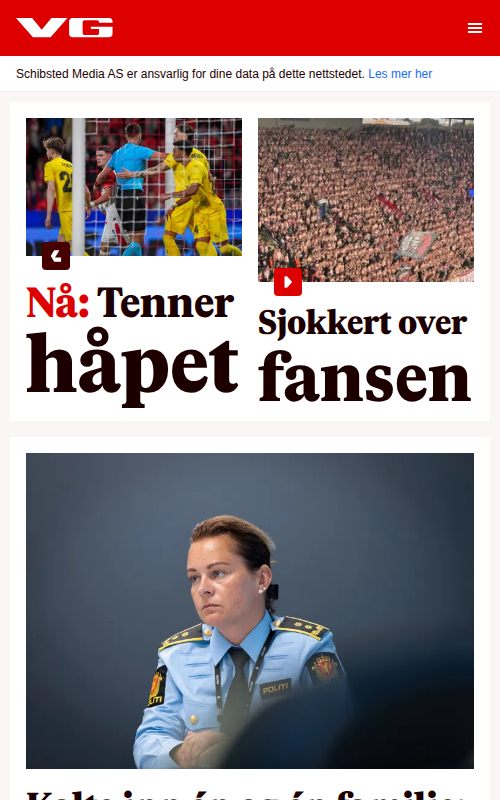 VG
Schibsted Media AS er ansvarlig for dine data på dette nettstedet. Les mer her
Nå: Tenner
håpet
Sjokkert over
fansen
POLITI
POLITI